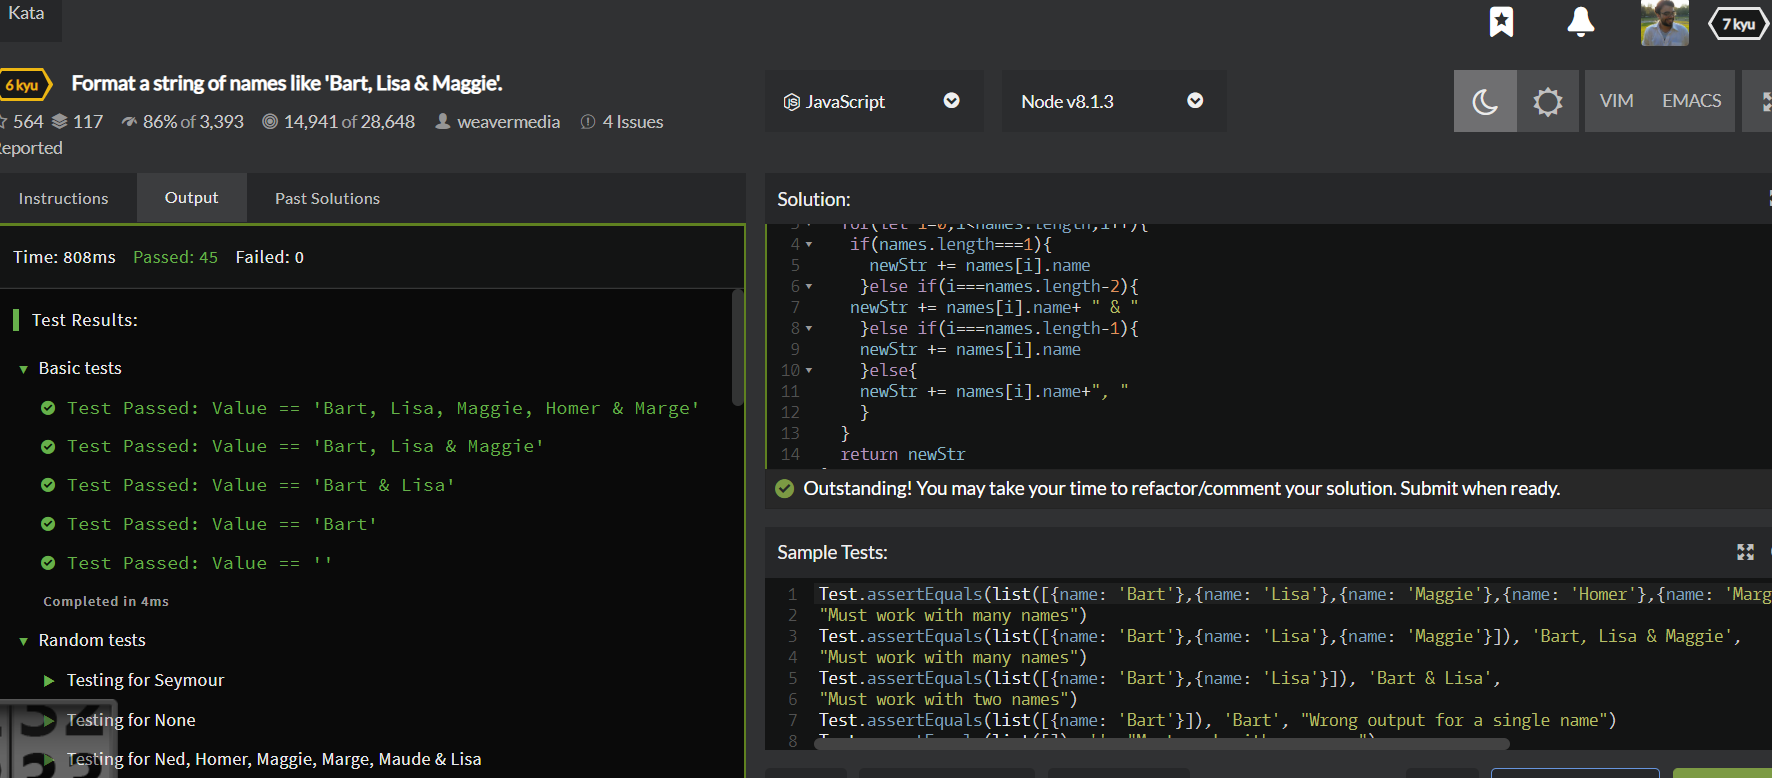 Kata
7 kyu
6 kyu
Format a string of names like 'Bart, Lisa & Maggie'.
JavaScript
Node v8.1.3
VIM
EMACS
564 117 86% of 3,393 14,941 of 28,648 weavermedia 4 Issues
Reported
Instructions
Output
Past Solutions
Time: 808ms Passed: 45 Failed: 0
Test Results:
Basic tests
Test Passed: Value == 'Bart, Lisa, Maggie, Homer & Marge'
Test Passed: Value == 'Bart, Lisa & Maggie'
Test Passed: Value == 'Bart & Lisa'
Test Passed: Value == 'Bart'
Test Passed: Value == ''
Completed in 4ms
Random tests
Testing for Seymour
Testing for None
Testing for Ned, Homer, Maggie, Marge, Maude & Lisa
Solution:
3 for(let i=0;i<names.length;i++){
4 if(names.length===1){
5 newStr += names[i].name
6 }else if(i===names.length-2){
7 newStr += names[i].name+ " & "
8 }else if(i===names.length-1){
9 newStr += names[i].name
10 }else{
11 newStr += names[i].name+", "
12 }
13 }
14 return newStr
Outstanding! You may take your time to refactor/comment your solution. Submit when ready.
Sample Tests:
1 Test.assertEquals(list([{name: 'Bart'},{name: 'Lisa'},{name: 'Maggie'},{name: 'Homer'},{name: 'Marg
2 "Must work with many names")
3 Test.assertEquals(list([{name: 'Bart'},{name: 'Lisa'},{name: 'Maggie'}]), 'Bart, Lisa & Maggie',
4 "Must work with many names")
5 Test.assertEquals(list([{name: 'Bart'},{name: 'Lisa'}]), 'Bart & Lisa',
6 "Must work with two names")
7 Test.assertEquals(list([{name: 'Bart'}]), 'Bart', "Wrong output for a single name")
8